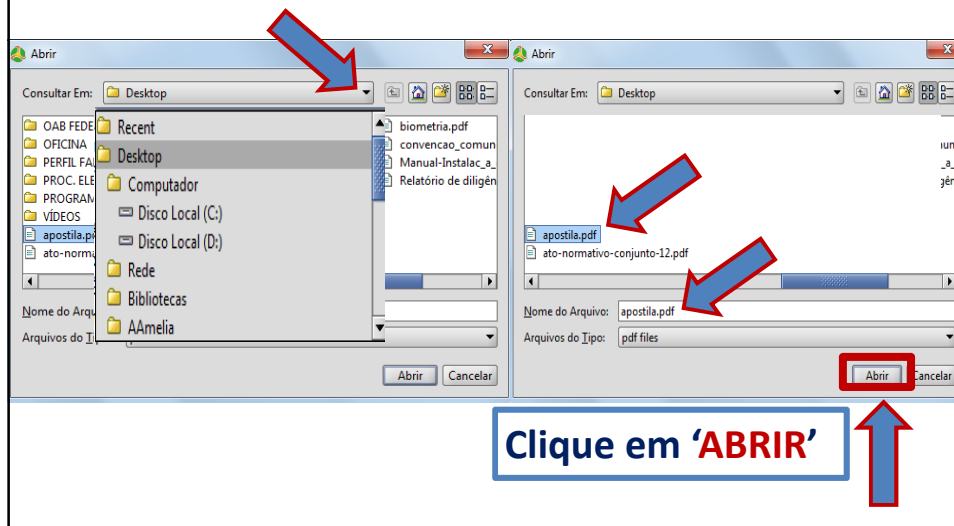 Abrir
Consultar Em: Desktop
Recent
Desktop
Computador
Disco Local (C:)
Disco Local (D:)
Rede
Bibliotecas
AAmelia
OAB FEDE
OFICINA
PERFIL FA
PROC. ELE
PROGRAM
VÍDEOS
apostila.p
ato-norma
biometria.pdf
convencao_comun
Manual-Instalac_a_
Relatório de diligên
Nome do Arqu
Arquivos do Ti
Abrir Cancelar
Abrir
Consultar Em: Desktop
apostila.pdf
ato-normativo-conjunto-12.pdf
Nome do Arquivo: apostila.pdf
Arquivos do Tipo: pdf files
Abrir Cancelar
Clique em ‘ABRIR’